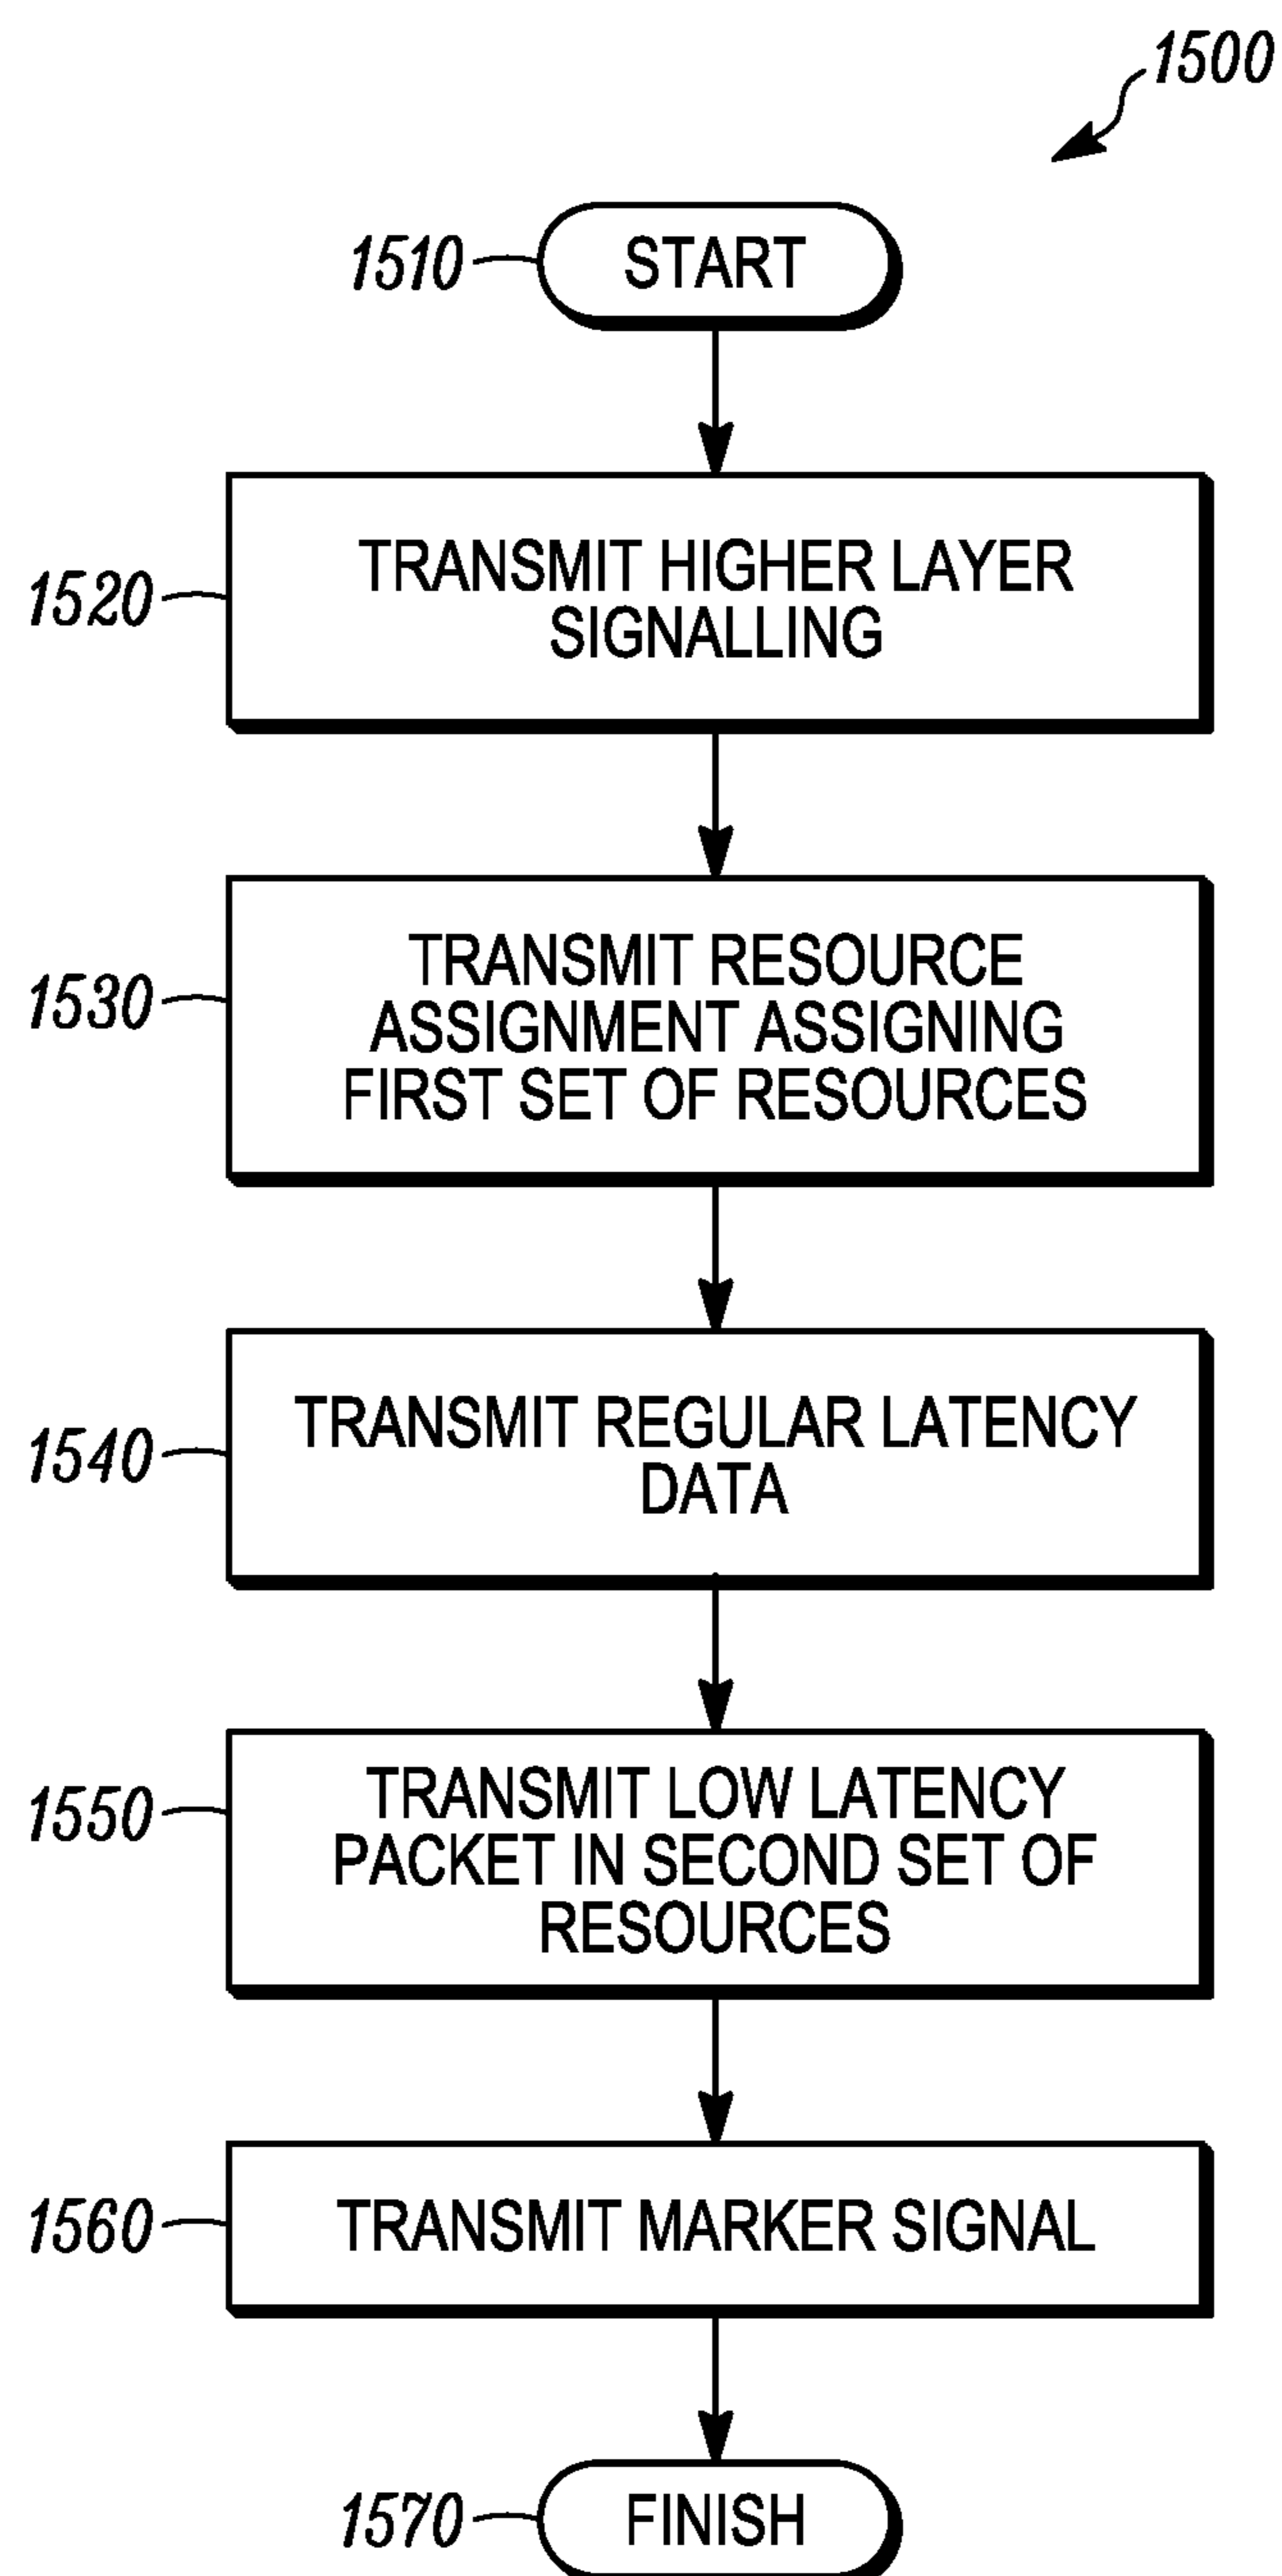 1500
1510
START
1520
TRANSMIT HIGHER LAYER
SIGNALLING
1530
TRANSMIT RESOURCE
ASSIGNMENT ASSIGNING
FIRST SET OF RESOURCES
1540
TRANSMIT REGULAR LATENCY
DATA
1550
TRANSMIT LOW LATENCY
PACKET IN SECOND SET OF
RESOURCES
1560
TRANSMIT MARKER SIGNAL
1570
FINISH